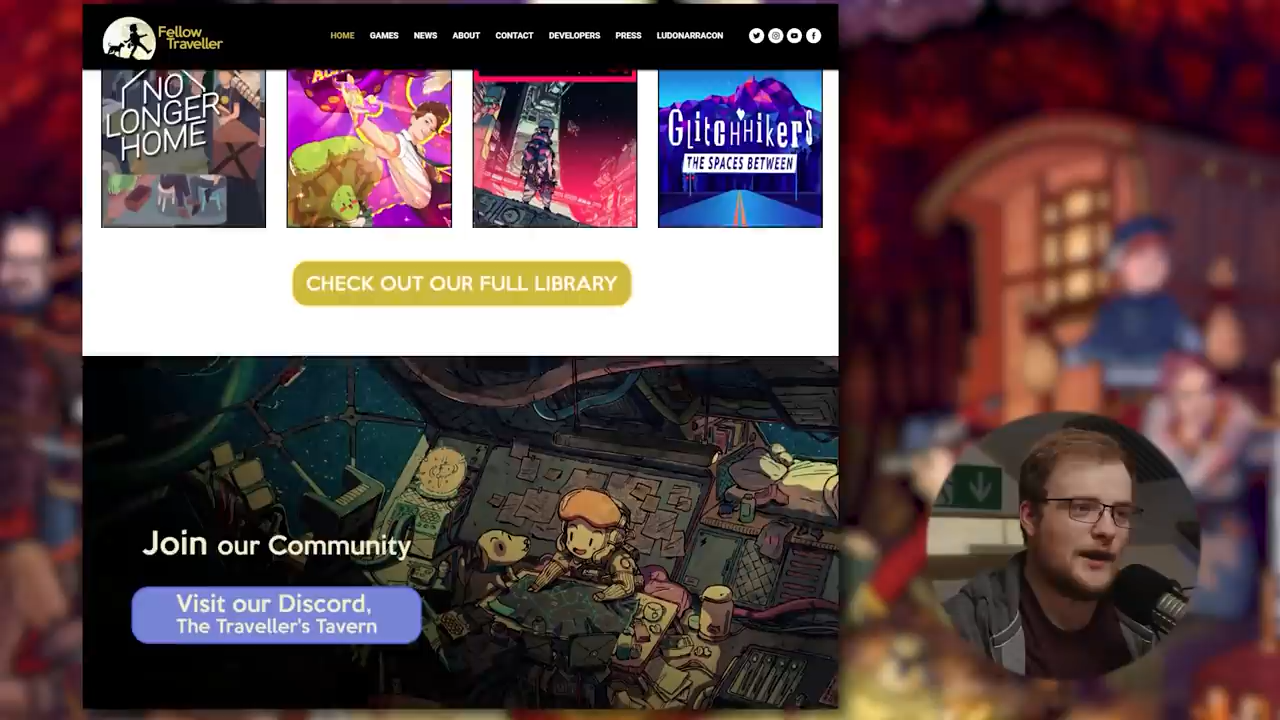 Fellow
Traveller
HOME GAMES NEWS ABOUT CONTACT DEVELOPERS PRESS LUDONARRACON
NO
LONGER
HOME
GLITCHHIKERS
THE SPACES BETWEEN
CHECK OUT OUR FULL LIBRARY
Join our Community
Visit our Discord,
The Traveller's Tavern